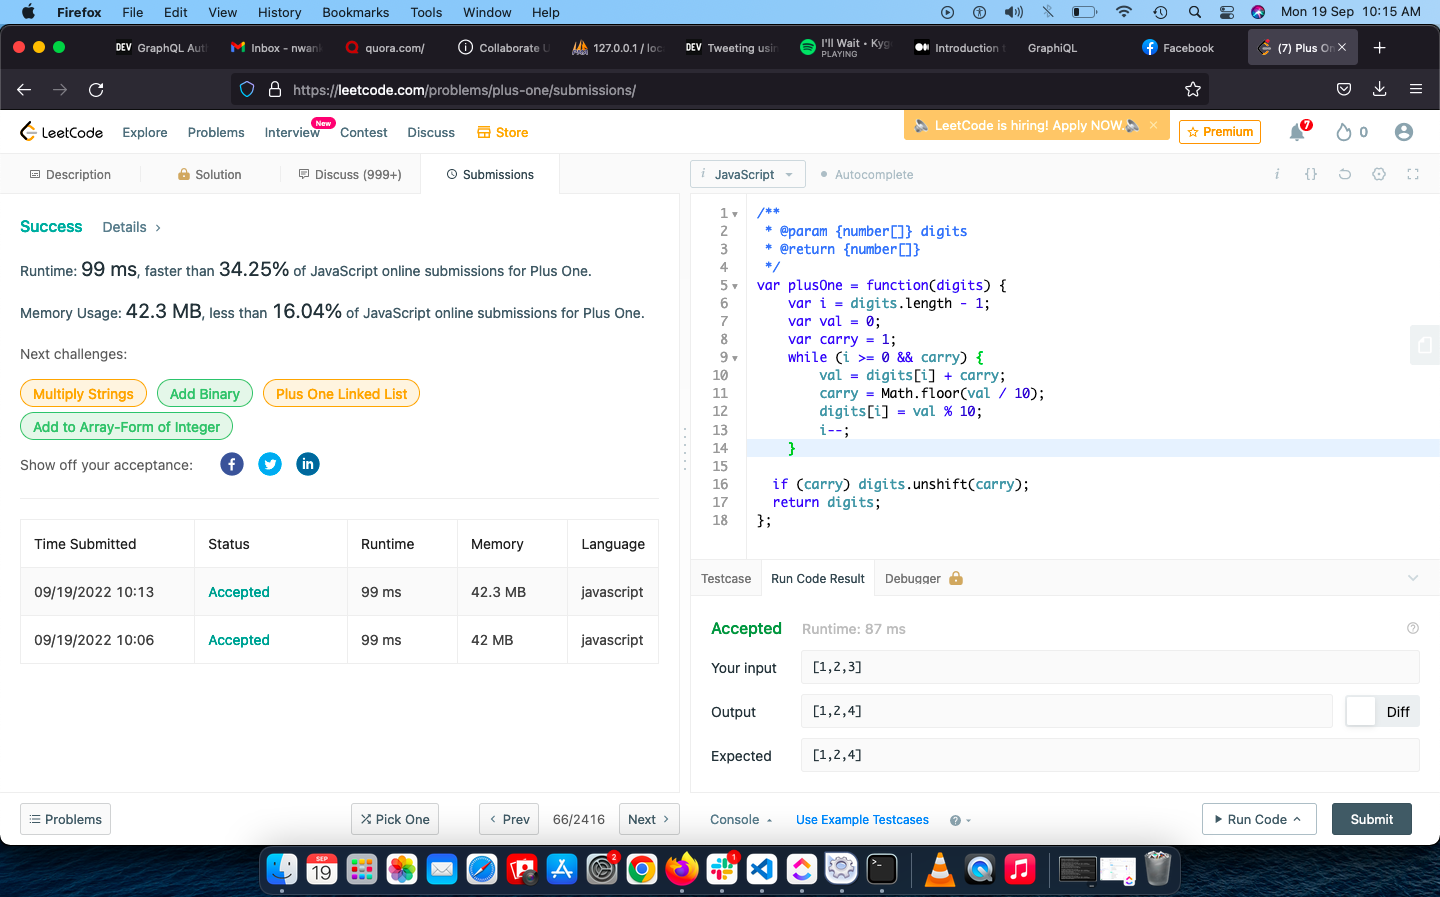 Firefox File Edit View History Bookmarks Tools Window Help Mon 19 Sep 10:15 AM
DEV GraphQL Aut Inbox - nwan quora.com/ Collaborate 127.0.0.1 / loc DEV Tweeting usin I'll Wait • Kyg Introduction GraphiQL Facebook (7) Plus On
PLAYING
https://leetcode.com/problems/plus-one/submissions/
LeetCode Explore Problems Interview New Contest Discuss Store LeetCode is hiring! Apply NOW. Premium 7 0
Description Solution Discuss (999+) Submissions
i JavaScript Autocomplete i {}
Success Details
Runtime: 99 ms, faster than 34.25% of JavaScript online submissions for Plus One.
Memory Usage: 42.3 MB, less than 16.04% of JavaScript online submissions for Plus One.
Next challenges:
Multiply Strings Add Binary Plus One Linked List
Add to Array-Form of Integer
Show off your acceptance:
Time Submitted Status Runtime Memory Language
09/19/2022 10:13 Accepted 99 ms 42.3 MB javascript
09/19/2022 10:06 Accepted 99 ms 42 MB javascript
1 /**
2 * @param {number[]} digits
3 * @return {number[]}
4 */
5 var plusOne = function(digits) {
6 var i = digits.length - 1;
7 var val = 0;
8 var carry = 1;
9 while (i >= 0 && carry) {
10 val = digits[i] + carry;
11 carry = Math.floor(val / 10);
12 digits[i] = val % 10;
13 i--;
14 }
15
16 if (carry) digits.unshift(carry);
17 return digits;
18 };
Testcase Run Code Result Debugger
Accepted Runtime: 87 ms
Your input [1,2,3]
Output [1,2,4] Diff
Expected [1,2,4]
Problems Pick One Prev 66/2416 Next Console Use Example Testcases Run Code Submit
SEP
19
2
1